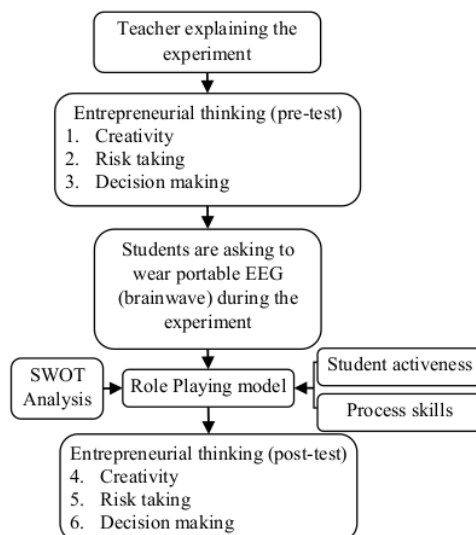 Teacher explaining the
experiment
Entrepreneurial thinking (pre-test)
1. Creativity
2. Risk taking
3. Decision making
Students are asking to
wear portable EEG
(brainwave) during the
experiment
SWOT
Analysis
Role Playing model
Student activeness
Process skills
Entrepreneurial thinking (post-test)
4. Creativity
5. Risk taking
6. Decision making